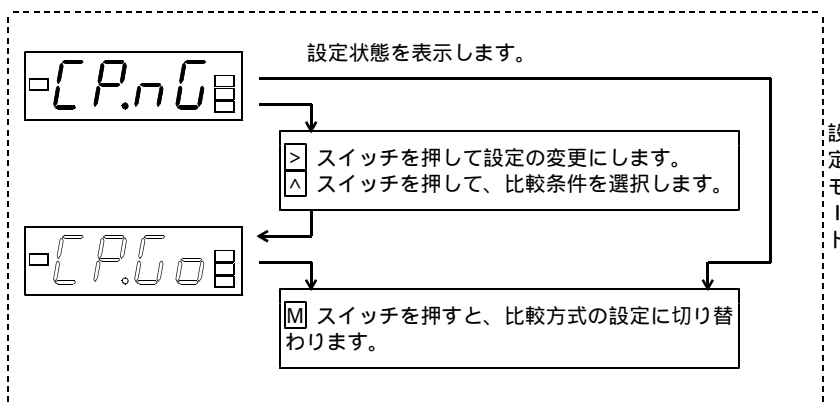 設定状態を表示します。
CP.nG
> スイッチを押して設定の変更にします。
^ スイッチを押して、比較条件を選択します。
CP.Go
M スイッチを押すと、比較方式の設定に切り替
わります。
設
定
モ
ー
ド